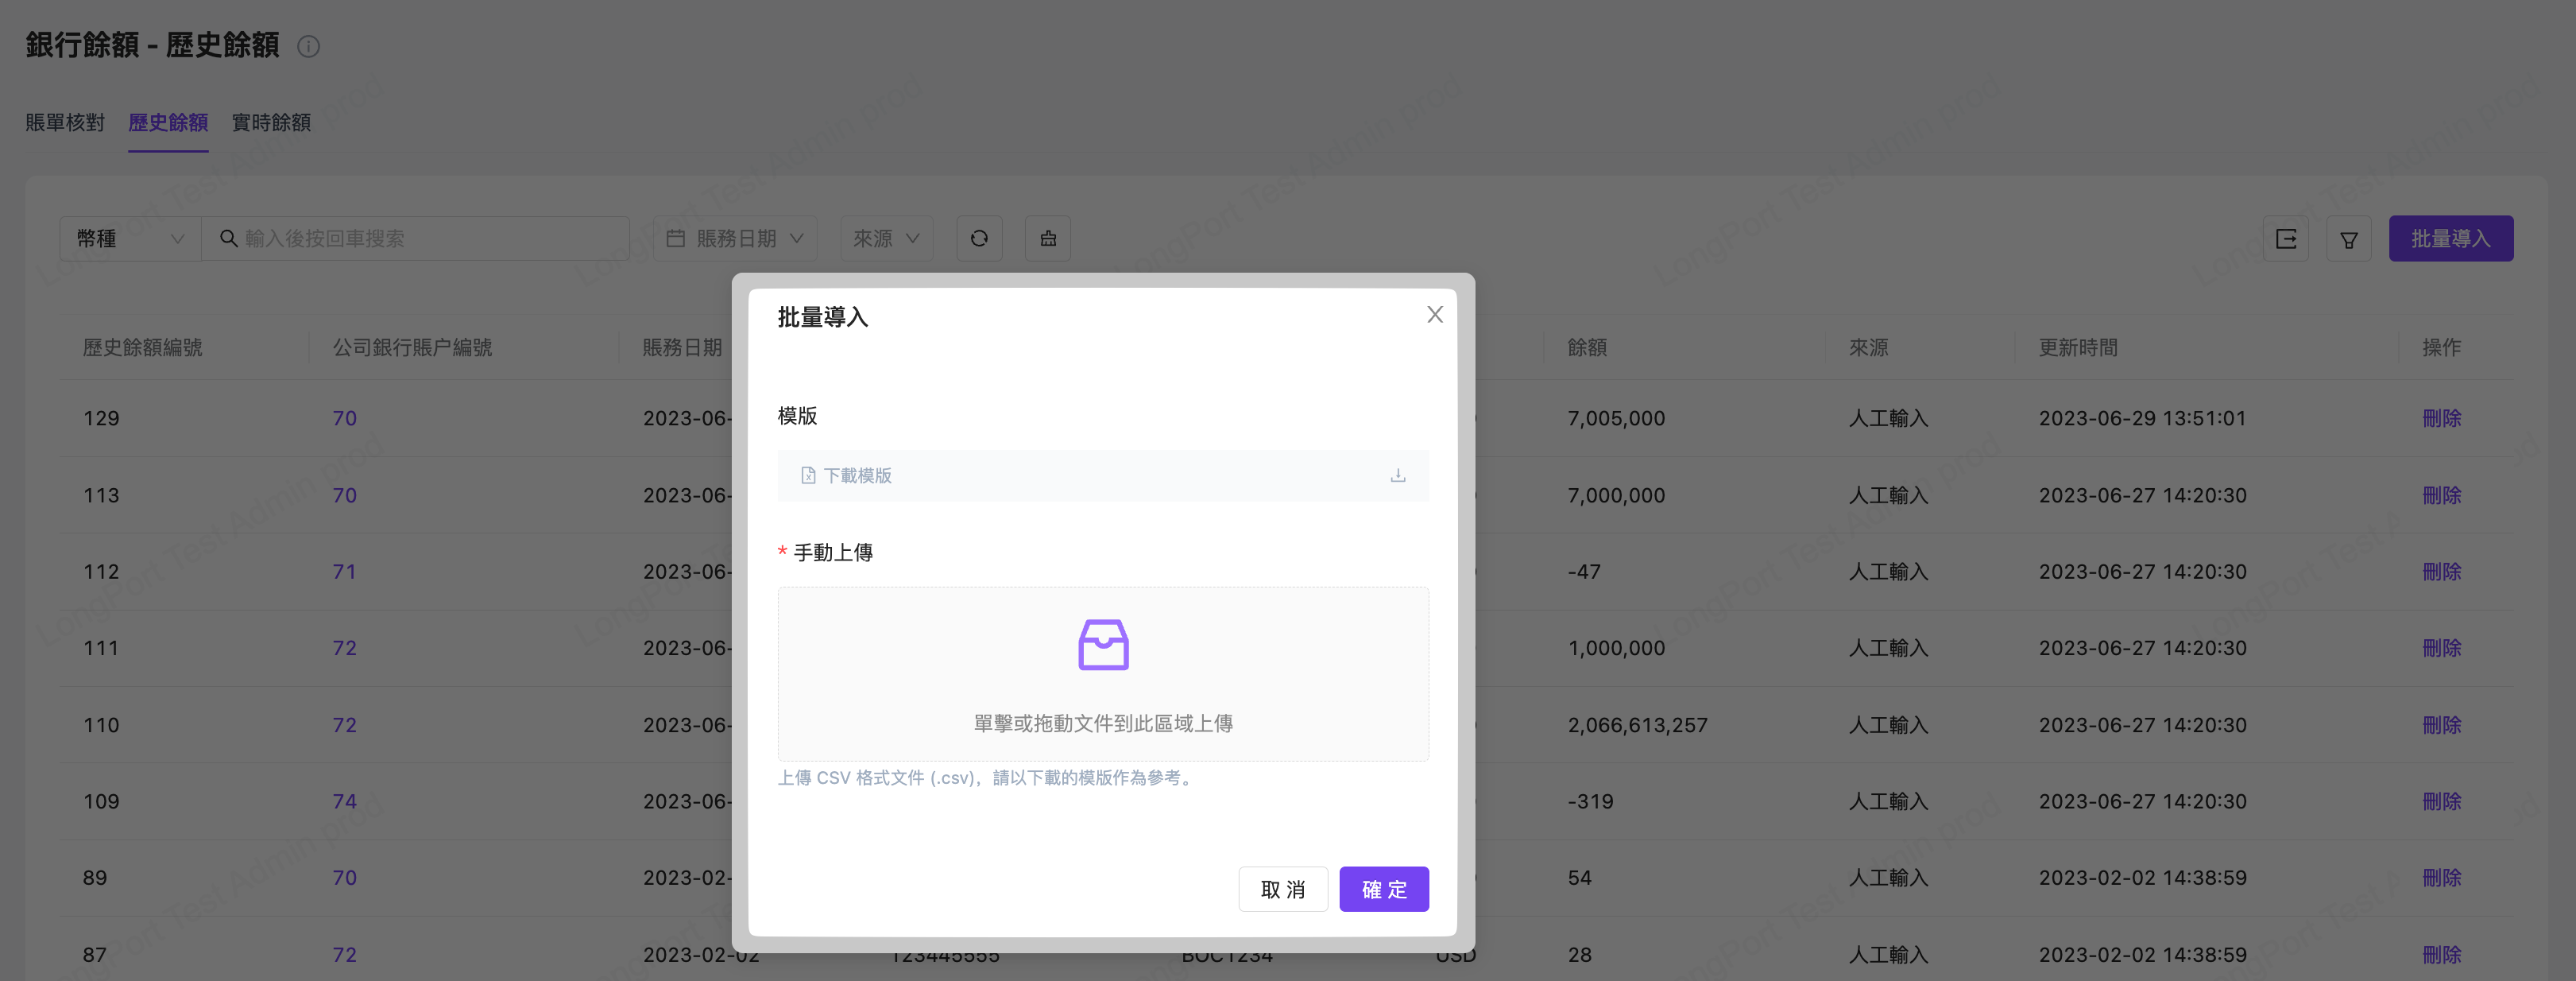 銀行餘額 - 歷史餘額
賬單核對 歷史餘額 實時餘額
幣種 輸入後按回車搜索 賬務日期 來源 批量導入
歷史餘額編號 公司銀行賬户編號 賬務日期 餘額 來源 更新時間 操作
129 70 2023-06- 7,005,000 人工輸入 2023-06-29 13:51:01 刪除
113 70 2023-06- 7,000,000 人工輸入 2023-06-27 14:20:30 刪除
112 71 2023-06- -47 人工輸入 2023-06-27 14:20:30 刪除
111 72 2023-06- 1,000,000 人工輸入 2023-06-27 14:20:30 刪除
110 72 2023-06- 2,066,613,257 人工輸入 2023-06-27 14:20:30 刪除
109 74 2023-06- -319 人工輸入 2023-06-27 14:20:30 刪除
89 70 2023-02- 54 人工輸入 2023-02-02 14:38:59 刪除
87 72 2023-02-02 123445555 BOC1234 USD 28 人工輸入 2023-02-02 14:38:59 刪除
批量導入
模版
下載模版
* 手動上傳
單擊或拖動文件到此區域上傳
上傳 CSV 格式文件 (.csv)，請以下載的模版作為參考。
取消 確定
LongPort Test Admin prod